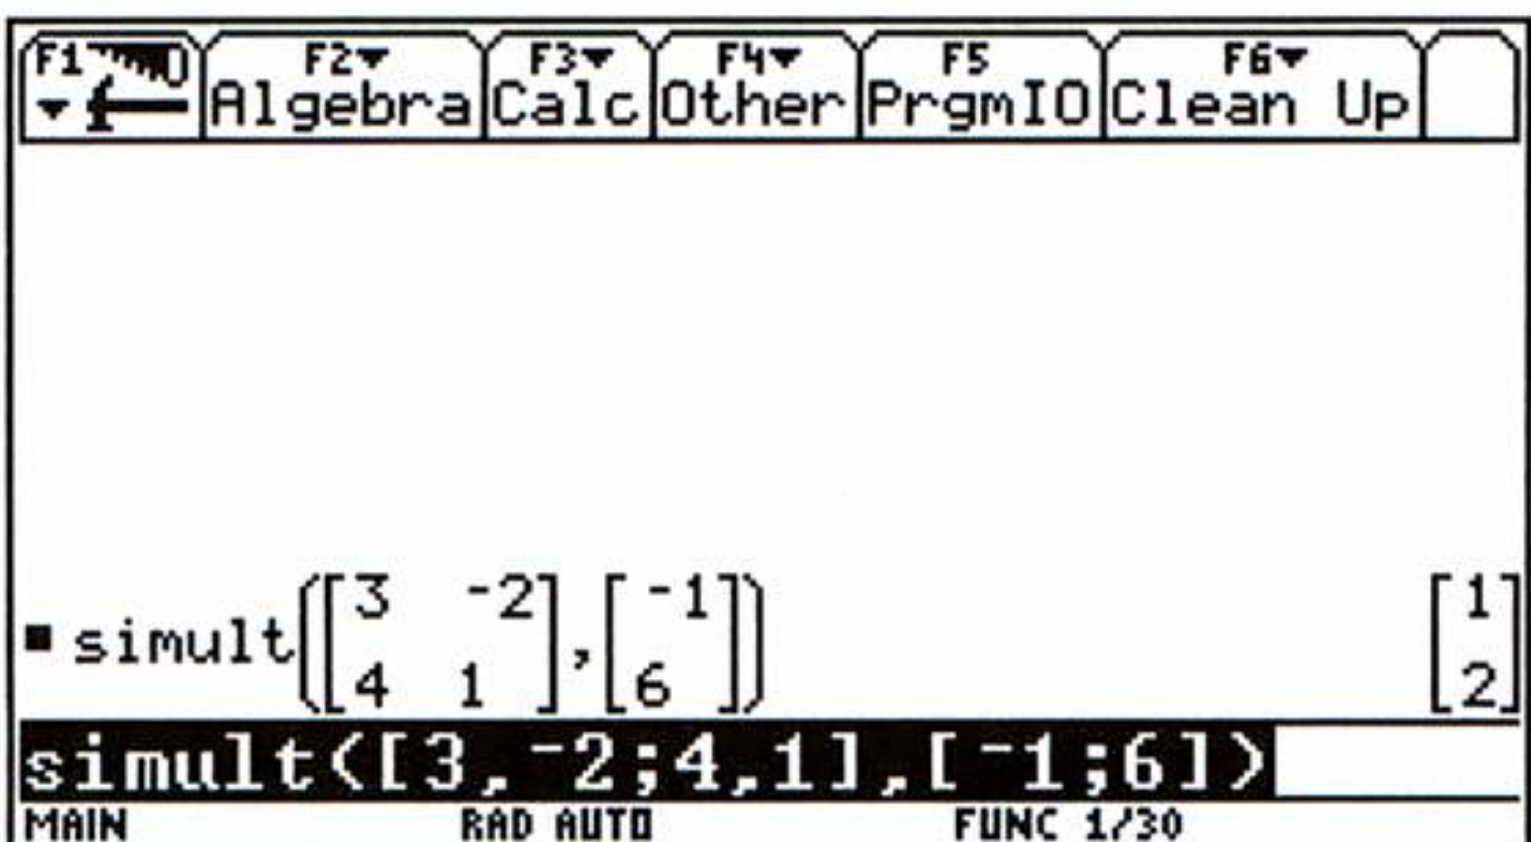 F1 F2 F3 F4 F5 F6
Algebra Calc Other PrgmIO Clean Up
simult([3 -2], [-1]) [1]
[4 1] [6] [2]
simult([3,-2;4,1],[-1;6])
MAIN RAD AUTO FUNC 1/30